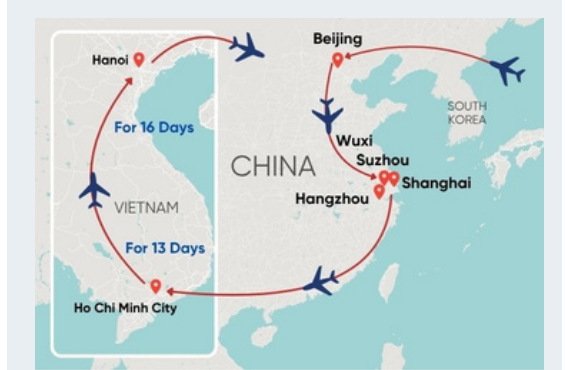 Beijing
Hanoi
SOUTH
KOREA
For 16 Days
Wuxi
Suzhou
CHINA
Shanghai
Hangzhou
VIETNAM
For 13 Days
Ho Chi Minh City